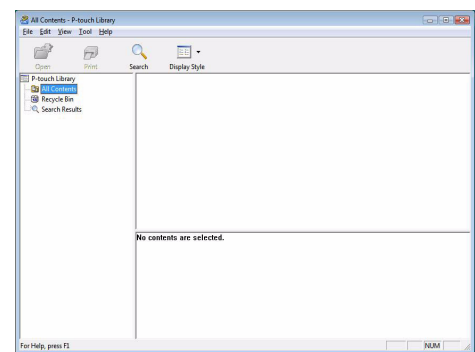 All Contents - P-touch Library
File Edit View Tool Help
Open Print Search Display Style
P-touch Library
All Contents
Recycle Bin
Search Results
No contents are selected.
For Help, press F1 NUM